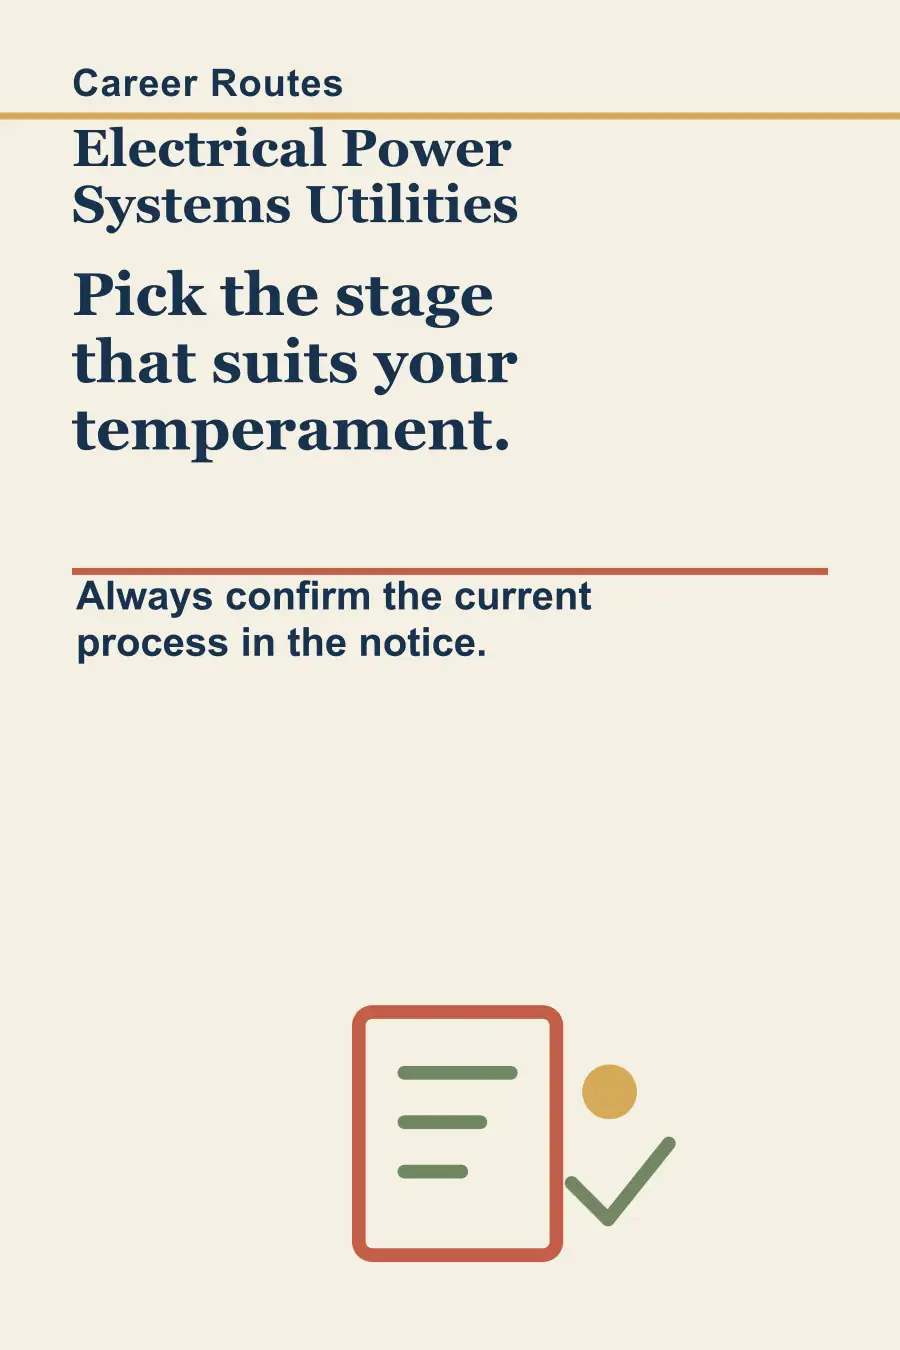 Career Routes
Electrical Power
Systems Utilities
Pick the stage
that suits your
temperament.
Always confirm the current
process in the notice.